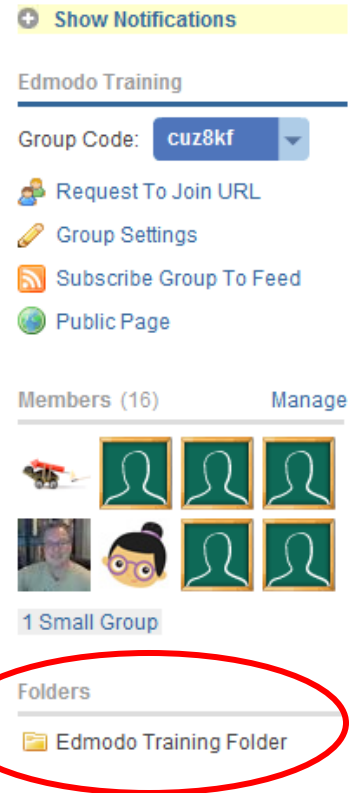 Show Notifications
Edmodo Training
Group Code: cuz8kf
Request To Join URL
Group Settings
Subscribe Group To Feed
Public Page
Members (16) Manage
1 Small Group
Folders
Edmodo Training Folder